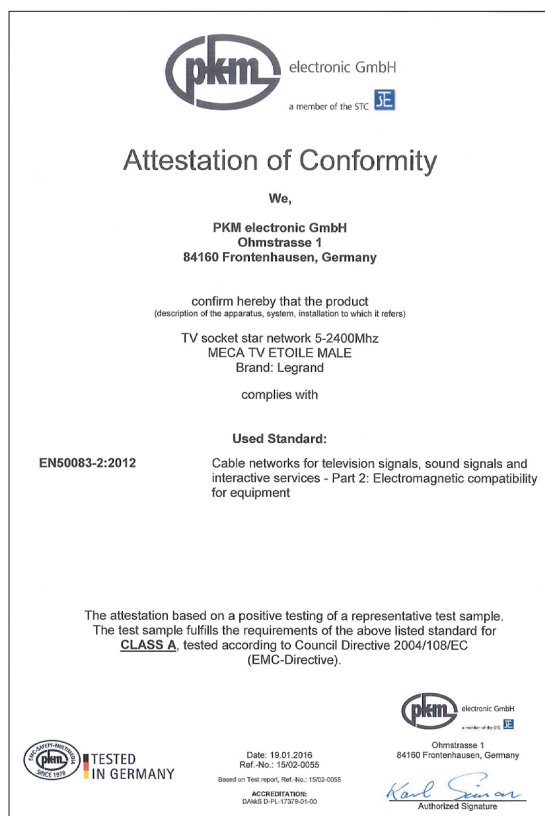 pkm
electronic GmbH
a member of the STC
Attestation of Conformity
We,
PKM electronic GmbH
Ohmstrasse 1
84160 Frontenhausen, Germany
confirm hereby that the product
(description of the apparatus, system, installation to which it refers)
TV socket star network 5-2400Mhz
MECA TV ETOILE MALE
Brand: Legrand
complies with
Used Standard:
EN50083-2:2012 Cable networks for television signals, sound signals and
interactive services - Part 2: Electromagnetic compatibility
for equipment
The attestation based on a positive testing of a representative test sample.
The test sample fulfills the requirements of the above listed standard for
CLASS A, tested according to Council Directive 2004/108/EC
(EMC-Directive).
EMC-SAFETY-MULTIMEDIA
pkm
SINCE 1970
TESTED
IN GERMANY
Date: 19.01.2016
Ref.-No.: 15/02-0055
Based on Test report, Ref.-No.: 15/02-0055
ACCREDITATION:
DAkkS D-PL-17379-01-00
pkm
electronic GmbH
a member of the STC
Ohmstrasse 1
84160 Frontenhausen, Germany
Authorized Signature